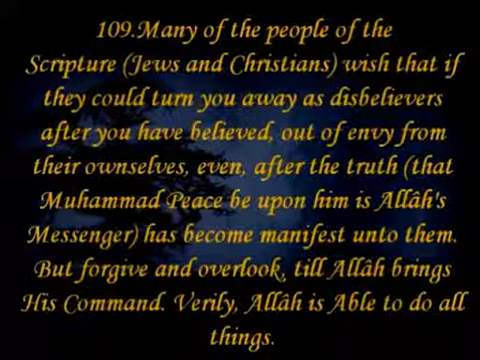 109.Many of the people of the
Scripture (Jews and Christians) wish that if
they could turn you away as disbelievers
after you have believed, out of envy from
their ownselves, even, after the truth (that
Muhammad Peace be upon him is Allâh's
Messenger) has become manifest unto them.
But forgive and overlook, till Allâh brings
His Command. Verily, Allâh is Able to do all
things.